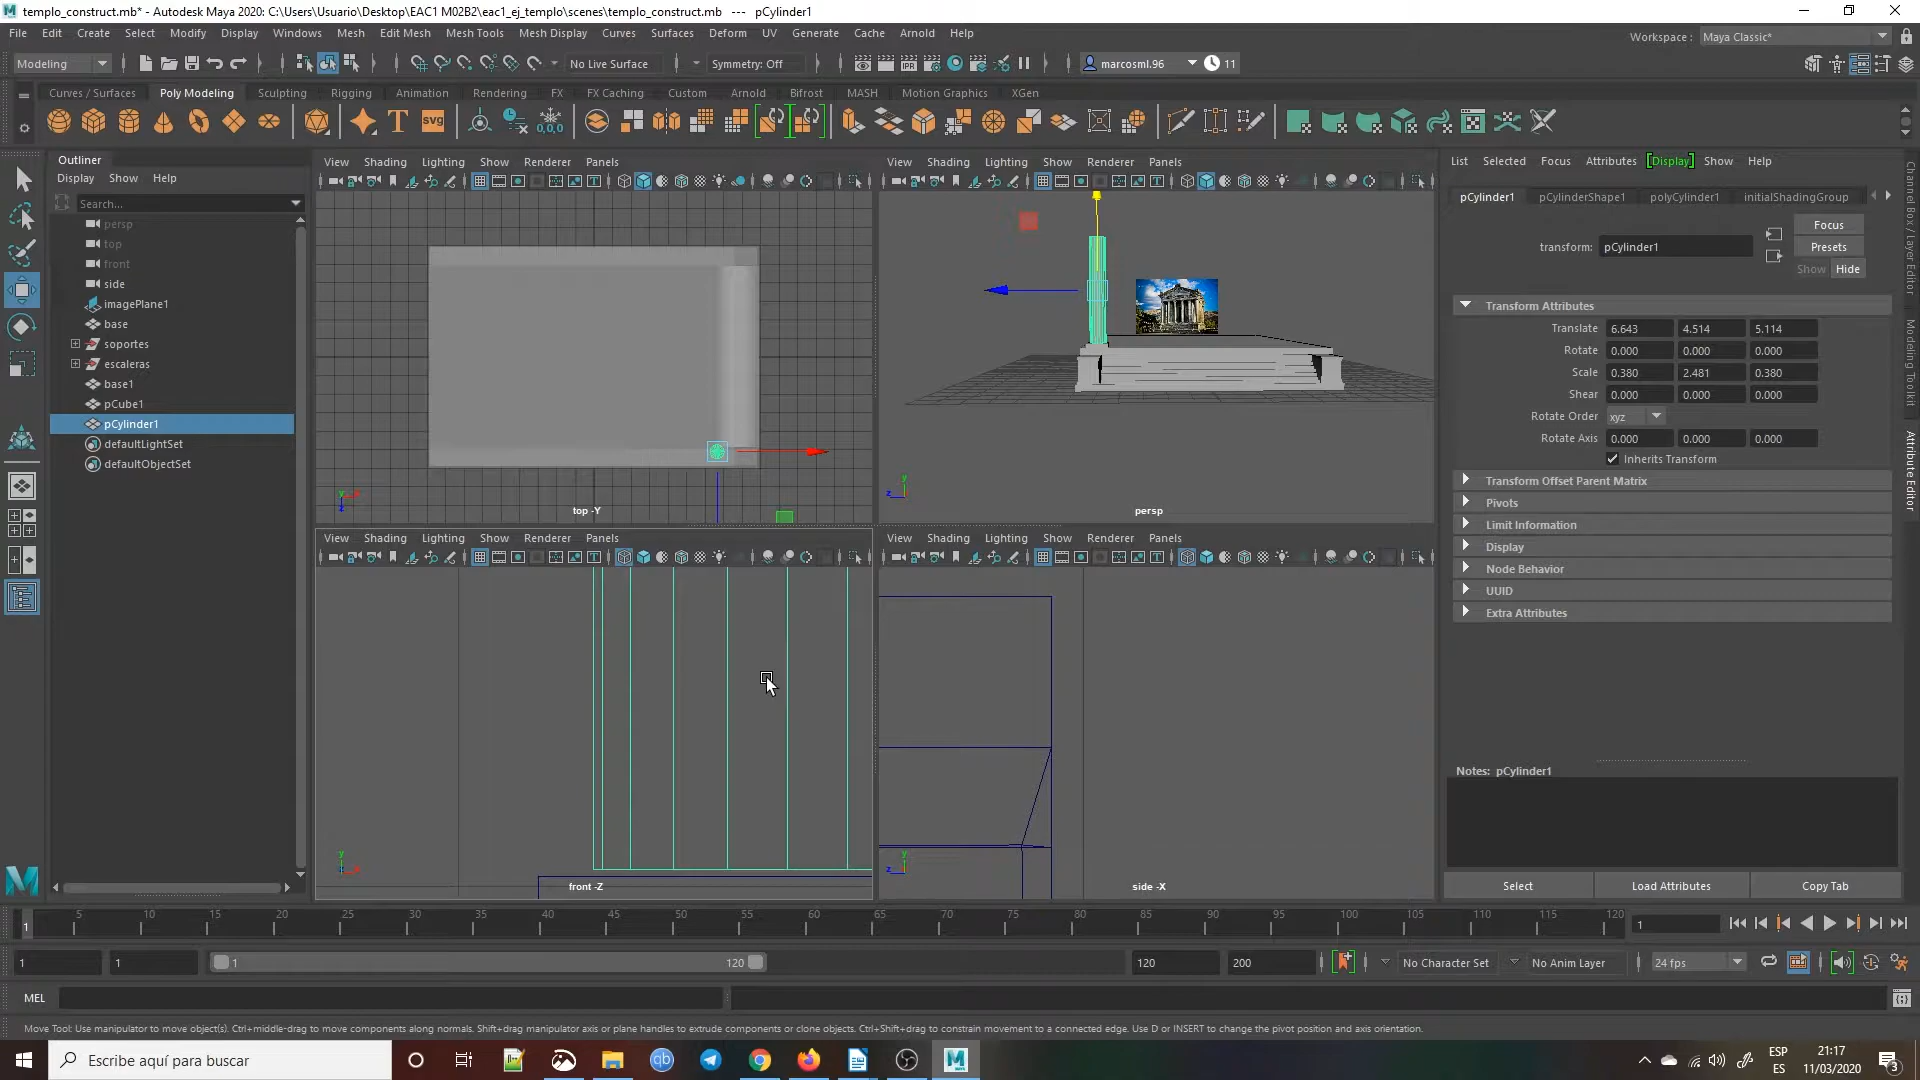 templo_construct.mb* - Autodesk Maya 2020: C:\Users\Usuario\Desktop\EAC1 M02B2\eac1_ej_templo\scenes\templo_construct.mb --- pCylinder1
File Edit Create Select Modify Display Windows Mesh Edit Mesh Mesh Tools Mesh Display Curves Surfaces Deform UV Generate Cache Arnold Help
Workspace : Maya Classic*
Modeling No Live Surface Symmetry: Off marcosml.96 11
Curves / Surfaces Poly Modeling Sculpting Rigging Animation Rendering FX FX Caching Custom Arnold Bifrost MASH Motion Graphics XGen
IPR T SVG 0,0,0
Outliner
Display Show Help
Search...
persp
top
front
side
imagePlane1
base
soportes
escaleras
base1
pCube1
pCylinder1
defaultLightSet
defaultObjectSet
View Shading Lighting Show Renderer Panels
top -Y
View Shading Lighting Show Renderer Panels
persp
View Shading Lighting Show Renderer Panels
front -Z
View Shading Lighting Show Renderer Panels
side -X
List Selected Focus Attributes Display Show Help
pCylinder1 pCylinderShape1 polyCylinder1 initialShadingGroup
transform: pCylinder1
Focus
Presets
Show Hide
Transform Attributes
Translate 6.643 4.514 5.114
Rotate 0.000 0.000 0.000
Scale 0.380 2.481 0.380
Shear 0.000 0.000 0.000
Rotate Order xyz
Rotate Axis 0.000 0.000 0.000
Inherits Transform
Transform Offset Parent Matrix
Pivots
Limit Information
Display
Node Behavior
UUID
Extra Attributes
Notes: pCylinder1
Select Load Attributes Copy Tab
Channel Box / Layer Editor
Modeling Toolkit
Attribute Editor
1 5 10 15 20 25 30 35 40 45 50 55 60 65 70 75 80 85 90 95 100 105 110 115 120 1
1 1 1 120 120 200 No Character Set No Anim Layer 24 fps
MEL
Move Tool: Use manipulator to move object(s). Ctrl+middle-drag to move components along normals. Shift+drag manipulator axis or plane handles to extrude components or clone objects. Ctrl+Shift+drag to constrain movement to a connected edge. Use D or INSERT to change the pivot position and axis orientation.
Escribe aquí para buscar
ESP
ES
21:17
11/03/2020
3